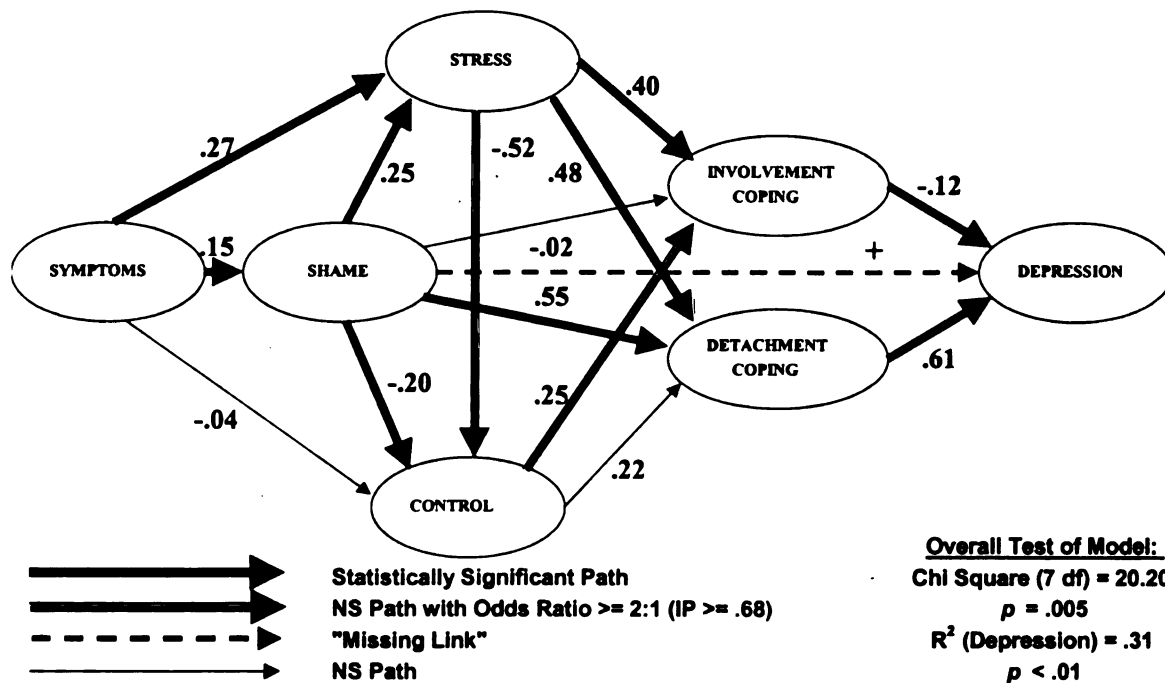 STRESS
.40
-.52
.27
.25
.48
INVOLVEMENT
COPING
-.12
SYMPTOMS
.15
SHAME
-.02
+
DEPRESSION
.55
DETACHMENT
COPING
.61
-.20
.25
-.04
.22
CONTROL
Overall Test of Model:
Statistically Significant Path
Chi Square (7 df) = 20.20
NS Path with Odds Ratio >= 2:1 (IP >= .68)
p = .005
"Missing Link"
R² (Depression) = .31
NS Path
p < .01